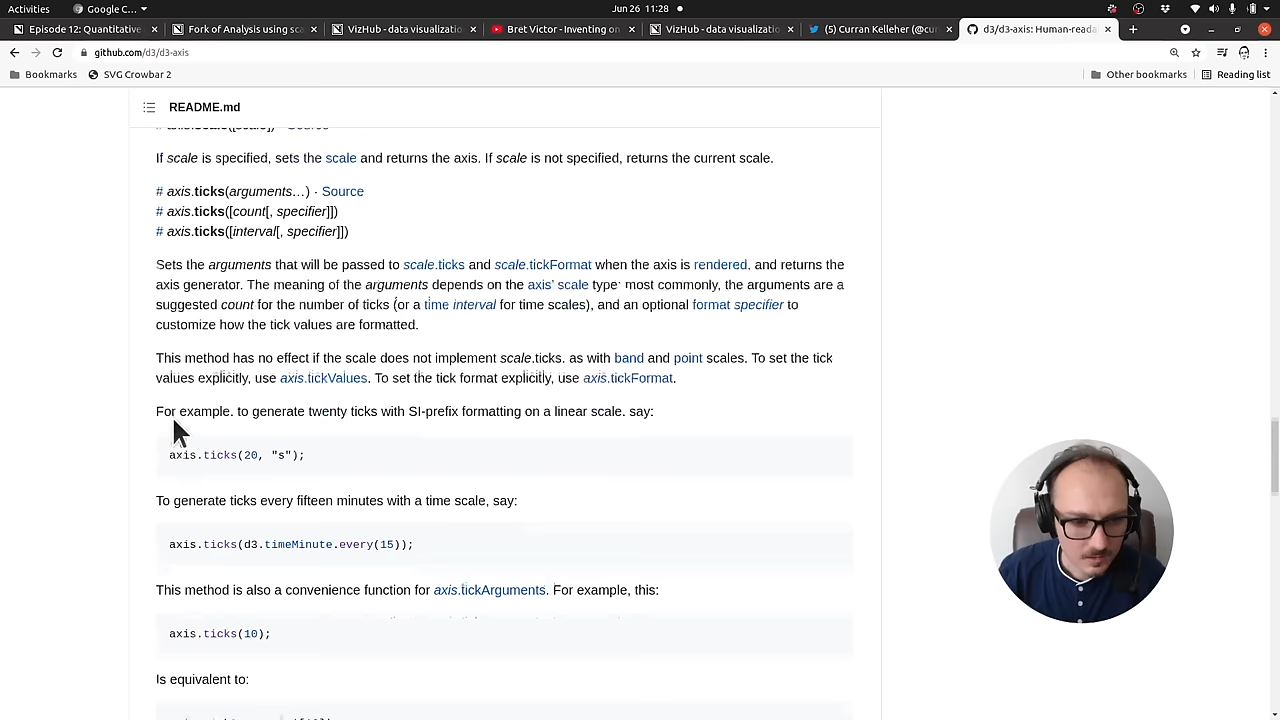 Activities
Google C...
Jun 26 11:28
Episode 12: Quantitative
Fork of Analysis using sca
VizHub - data visualizatio
Bret Victor - Inventing on
VizHub - data visualizatio
(5) Curran Kelleher (@cur
d3/d3-axis: Human-reada
github.com/d3/d3-axis
Bookmarks
SVG Crowbar 2
Other bookmarks
Reading list
README.md
If scale is specified, sets the scale and returns the axis. If scale is not specified, returns the current scale.
# axis.ticks(arguments…) · Source
# axis.ticks([count[, specifier]])
# axis.ticks([interval[, specifier]])
Sets the arguments that will be passed to scale.ticks and scale.tickFormat when the axis is rendered, and returns the
axis generator. The meaning of the arguments depends on the axis' scale type: most commonly, the arguments are a
suggested count for the number of ticks (or a time interval for time scales), and an optional format specifier to
customize how the tick values are formatted.
This method has no effect if the scale does not implement scale.ticks, as with band and point scales. To set the tick
values explicitly, use axis.tickValues. To set the tick format explicitly, use axis.tickFormat.
For example, to generate twenty ticks with SI-prefix formatting on a linear scale, say:
axis.ticks(20, "s");
To generate ticks every fifteen minutes with a time scale, say:
axis.ticks(d3.timeMinute.every(15));
This method is also a convenience function for axis.tickArguments. For example, this:
axis.ticks(10);
Is equivalent to: